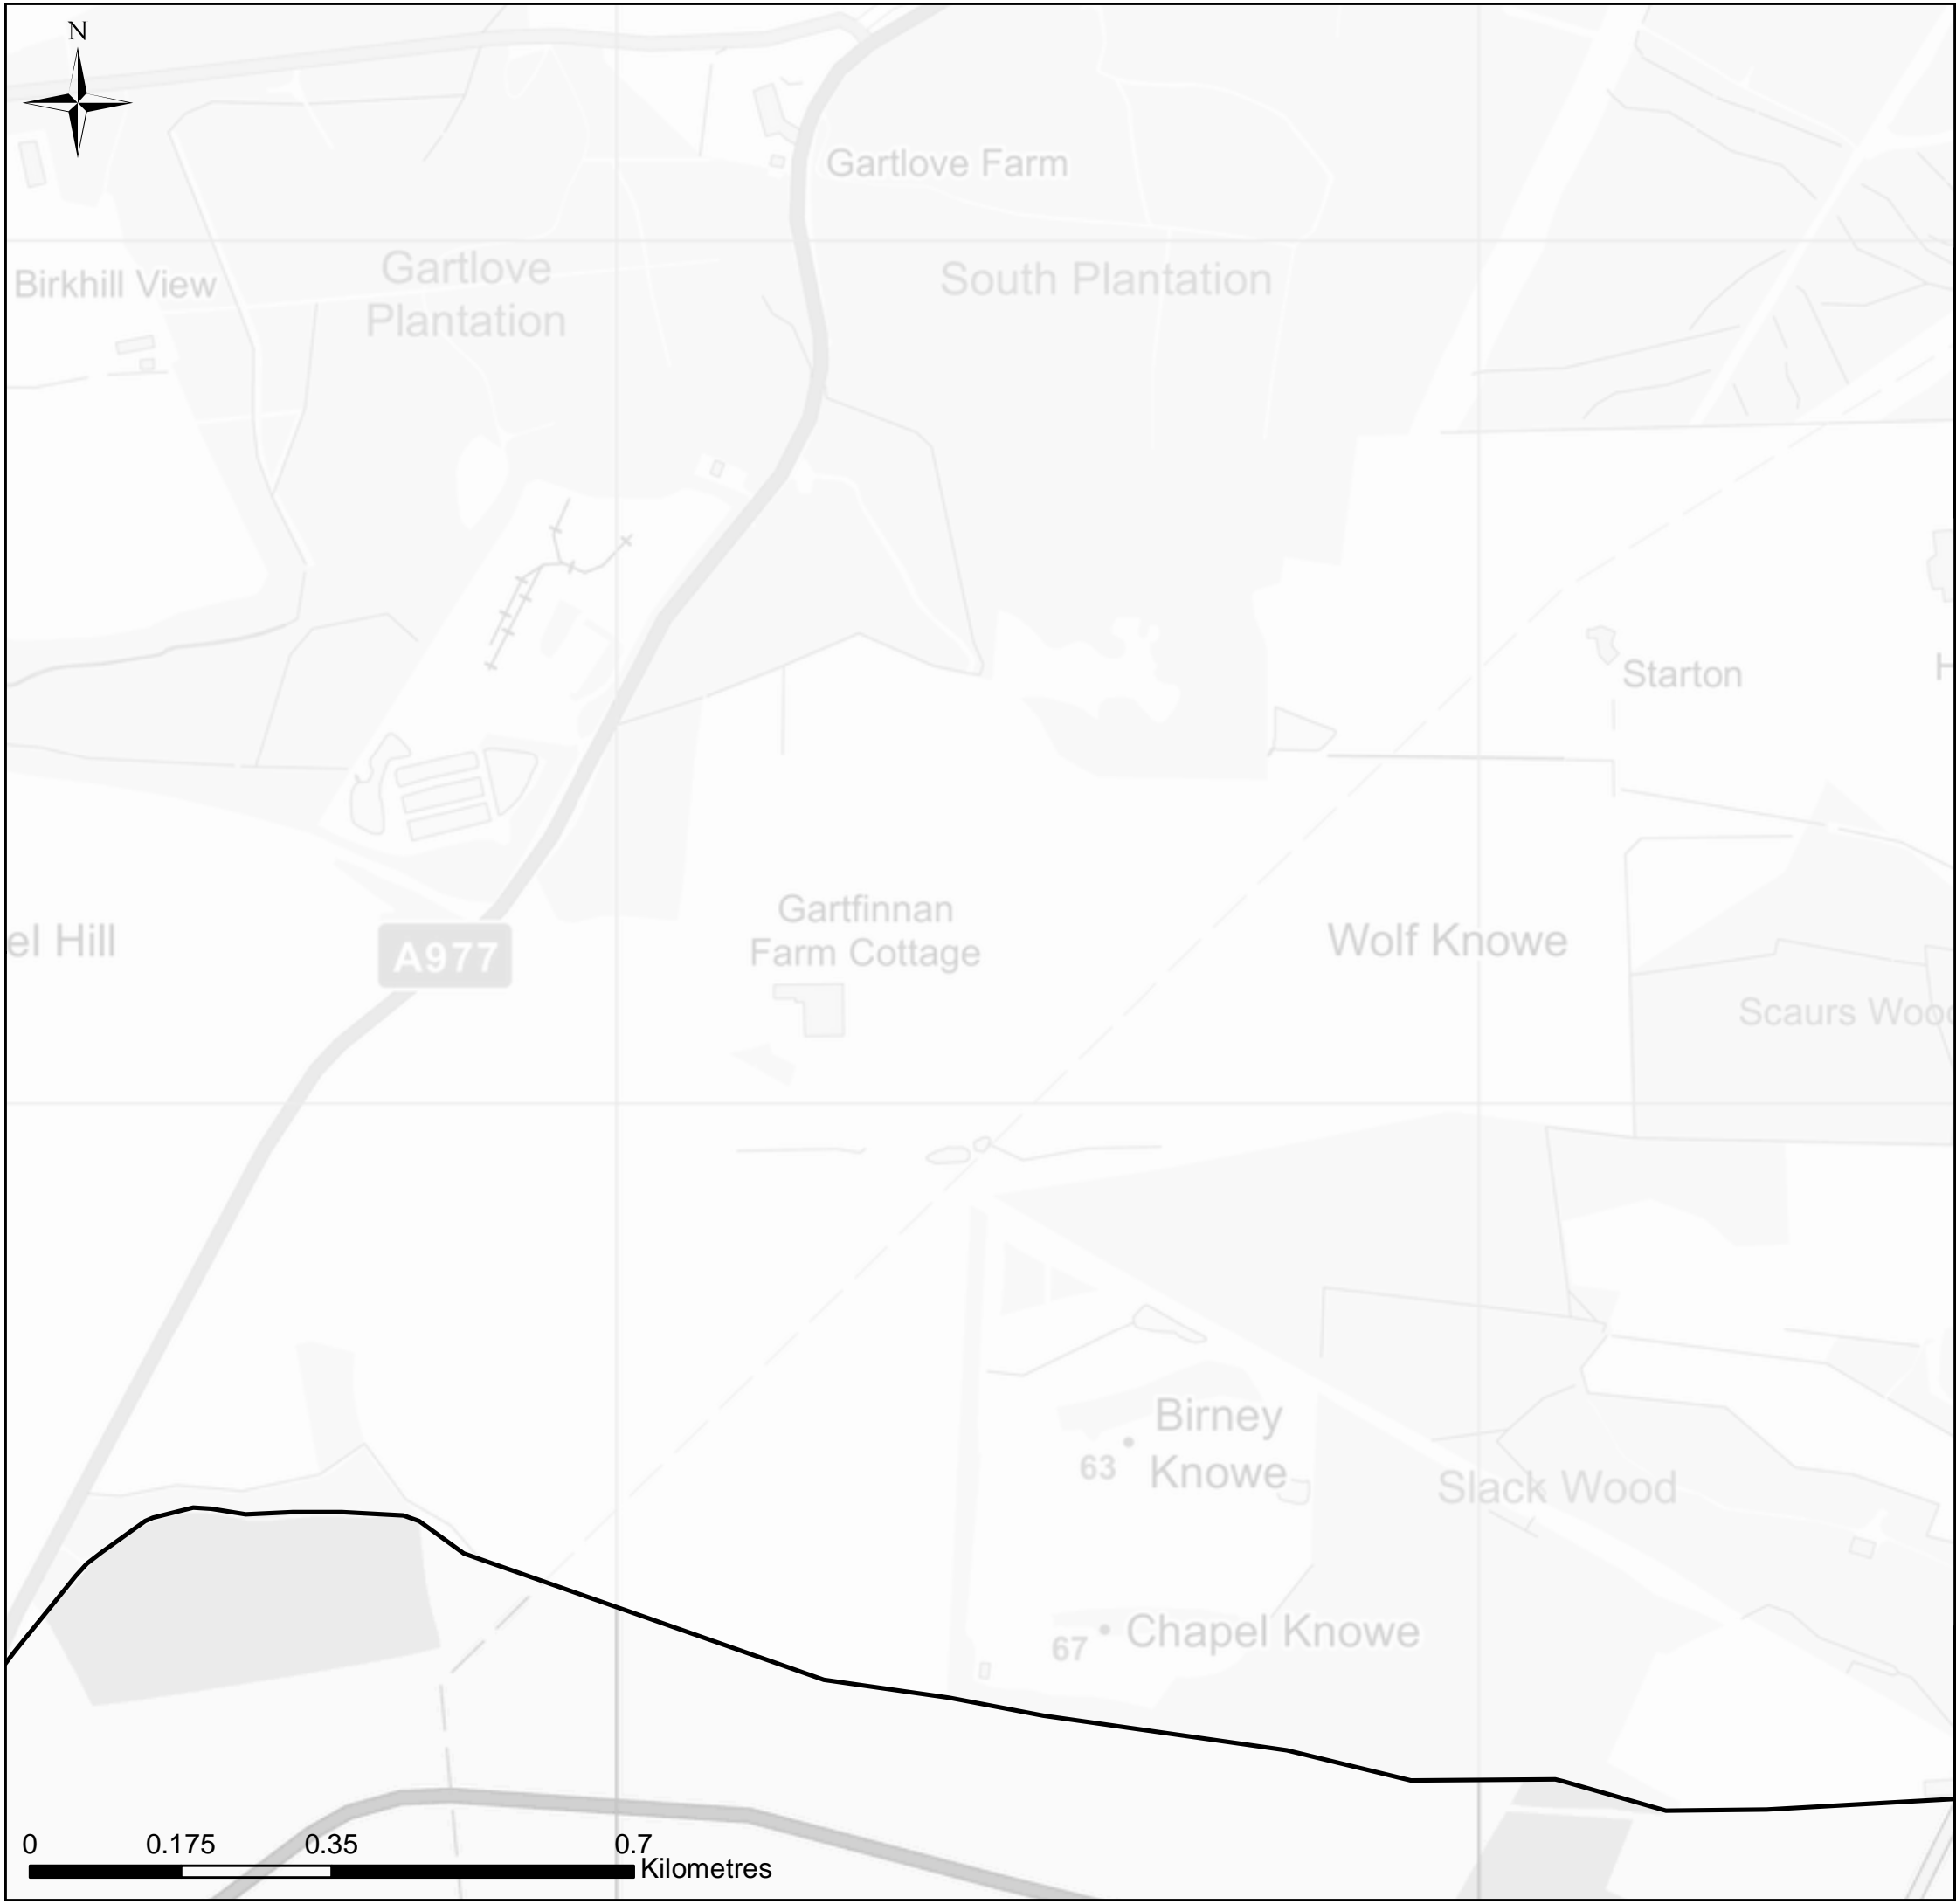 N
Gartlove Farm
Birkhill View
Gartlove
Plantation
South Plantation
Starton
H
Gartfinnan
Farm Cottage
el Hill
A977
Wolf Knowe
Scaurs Wood
Birney
Knowe
63
Slack Wood
Chapel Knowe
67
0 0.175 0.35 0.7
Kilometres